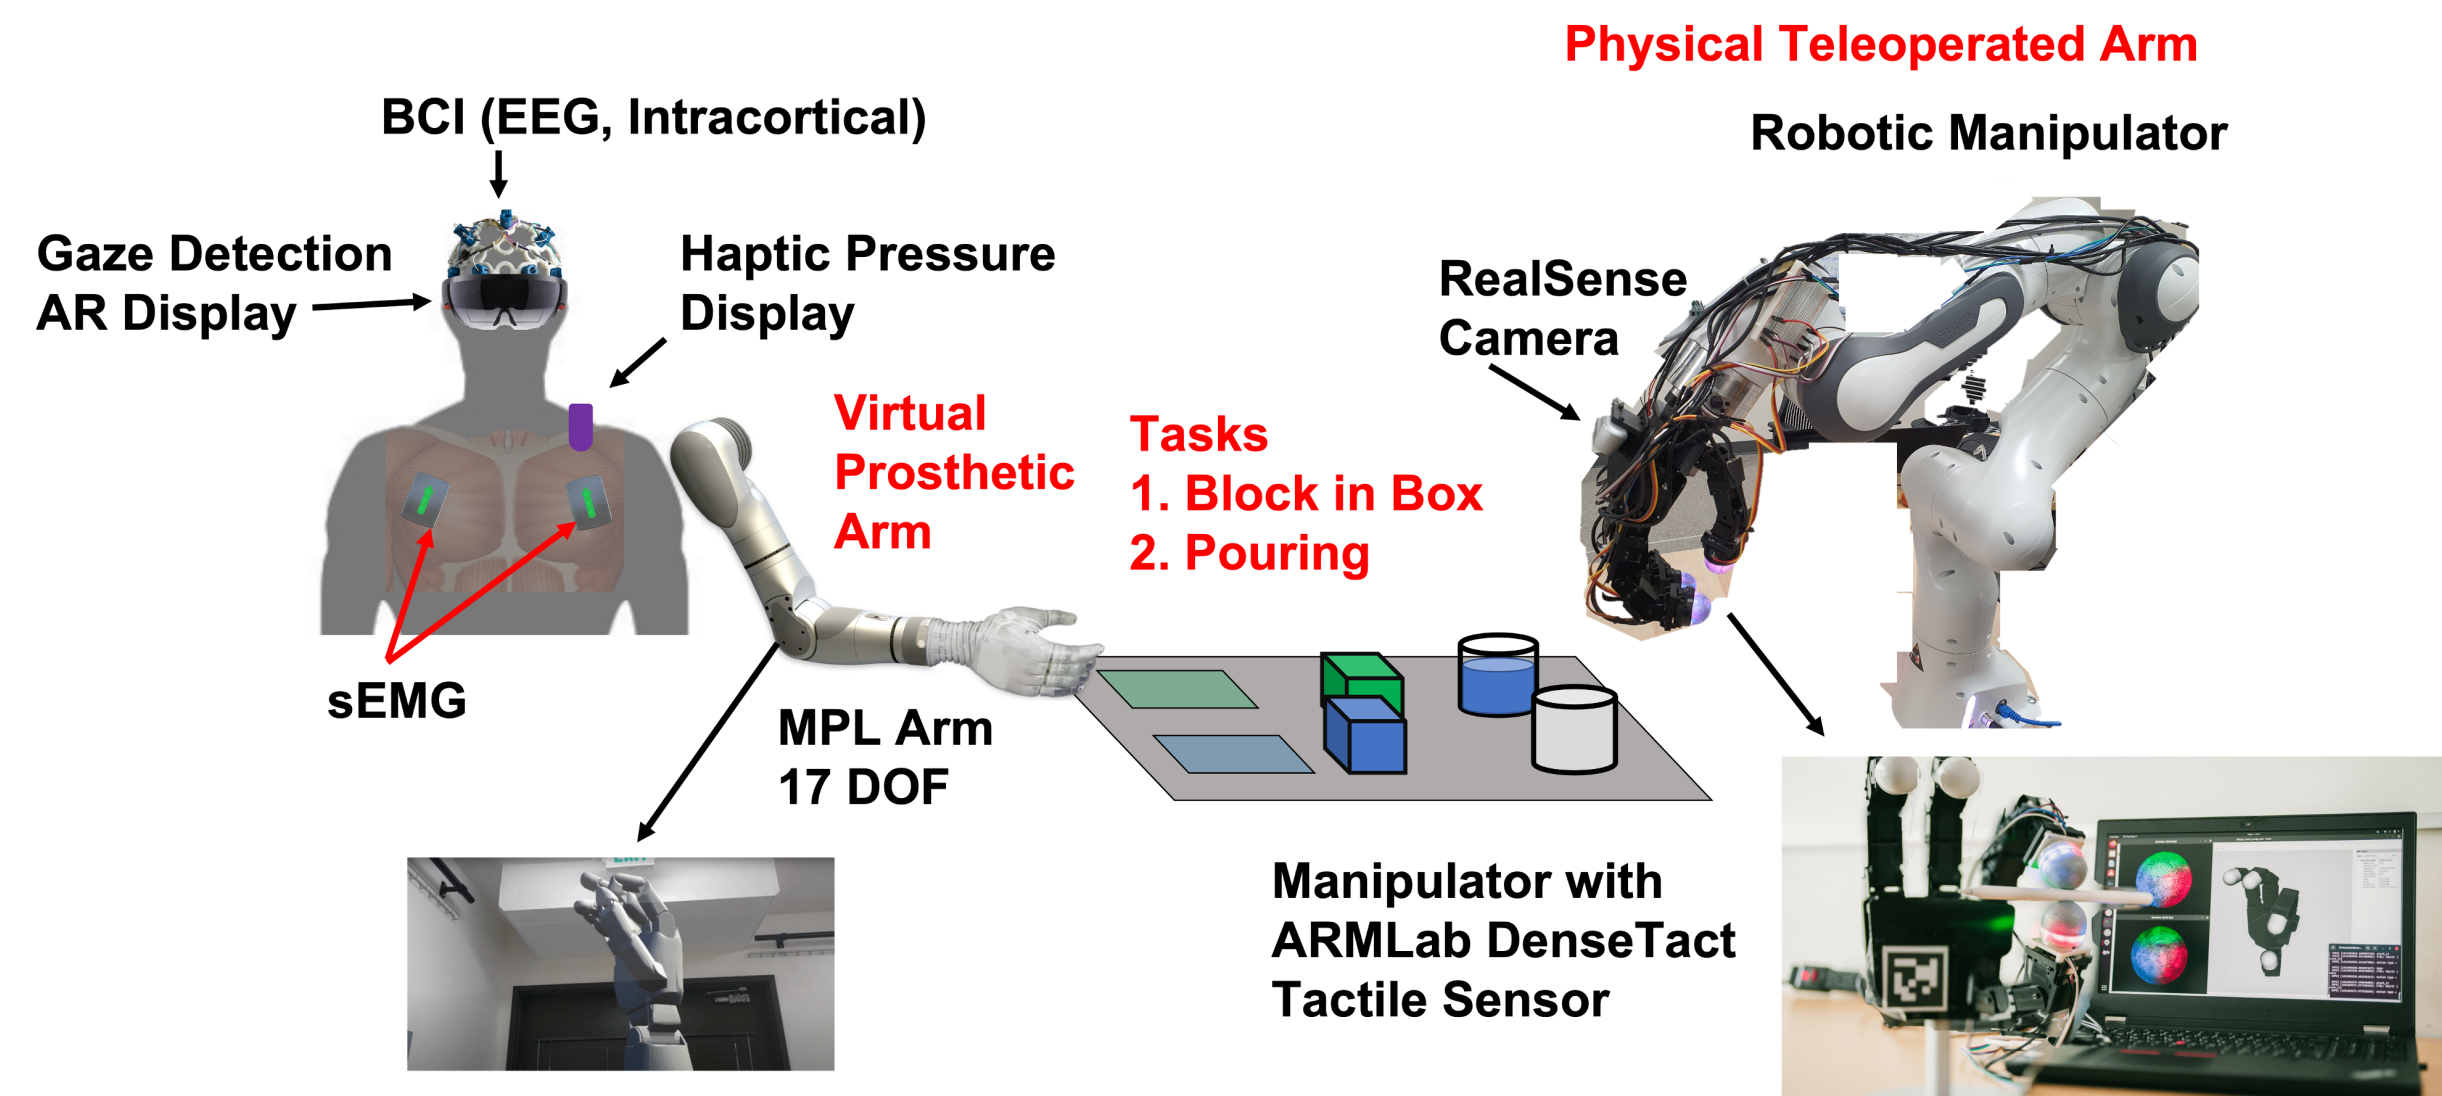 Physical Teleoperated Arm
BCI (EEG, Intracortical)
Robotic Manipulator
Gaze Detection
AR Display
Haptic Pressure
Display
RealSense
Camera
Virtual
Prosthetic
Arm
Tasks
1. Block in Box
2. Pouring
sEMG
MPL Arm
17 DOF
EXIT
Manipulator with
ARMLab DenseTact
Tactile Sensor